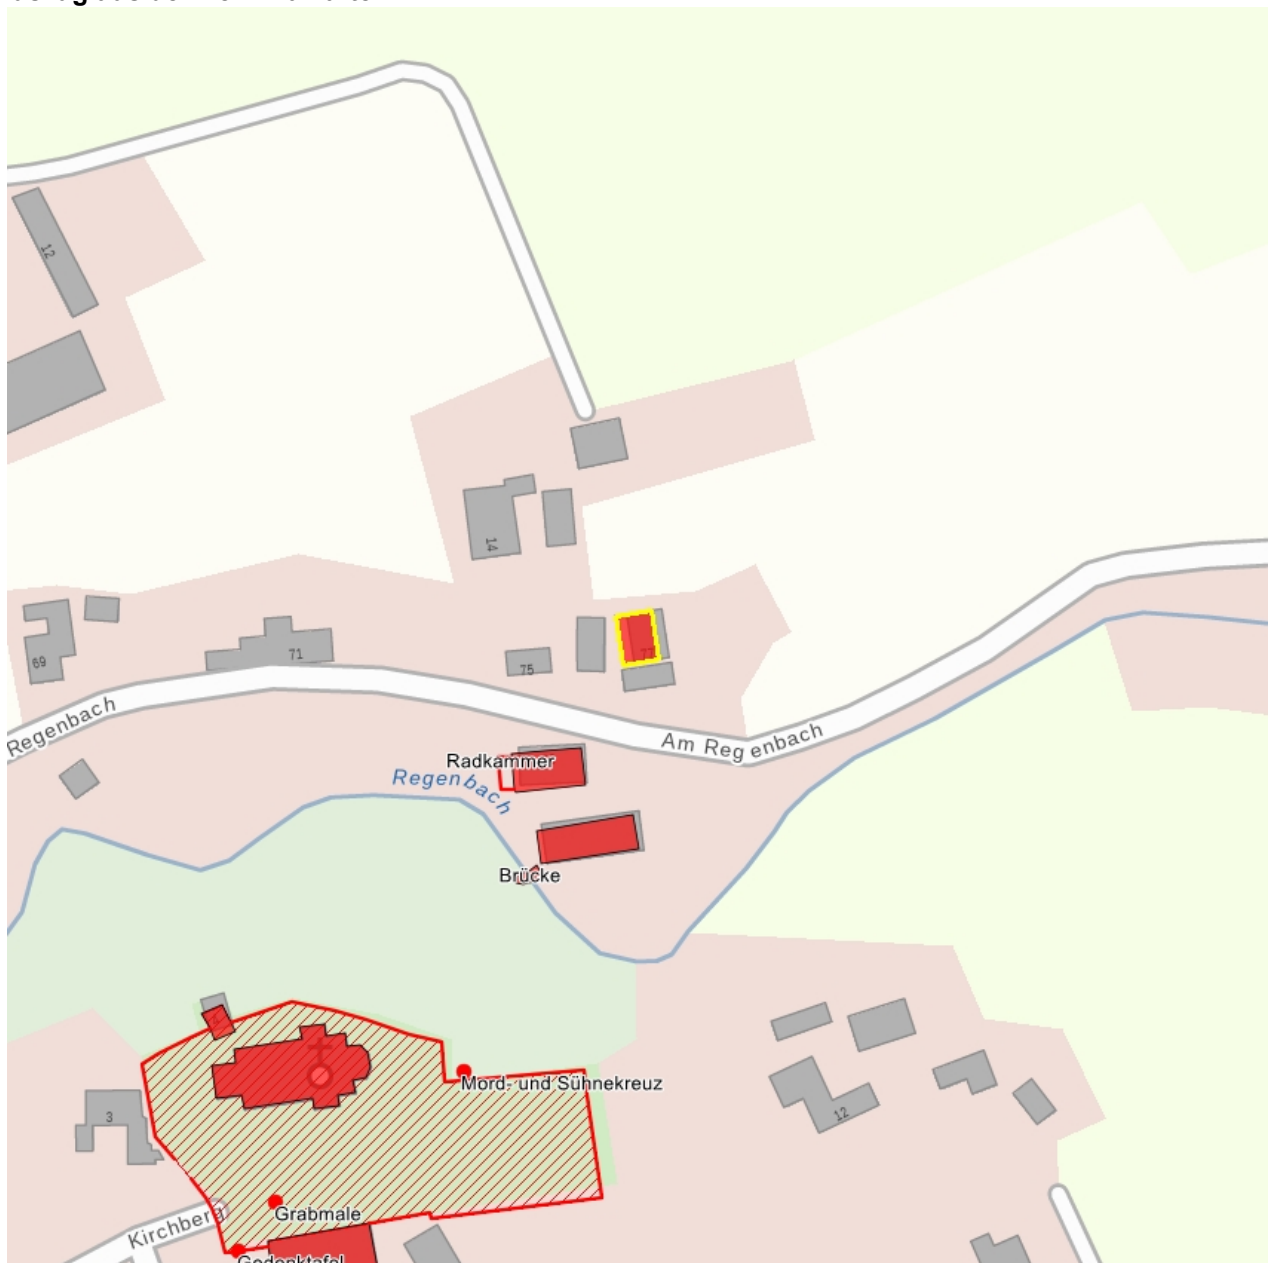 12
14
69
71
75
77
Regenbach
Am Regenbach
Radkammer
Regenbach
Brücke
Mord- und Sühnekreuz
3
12
Grabmale
Kirchberg
Gedenktafel